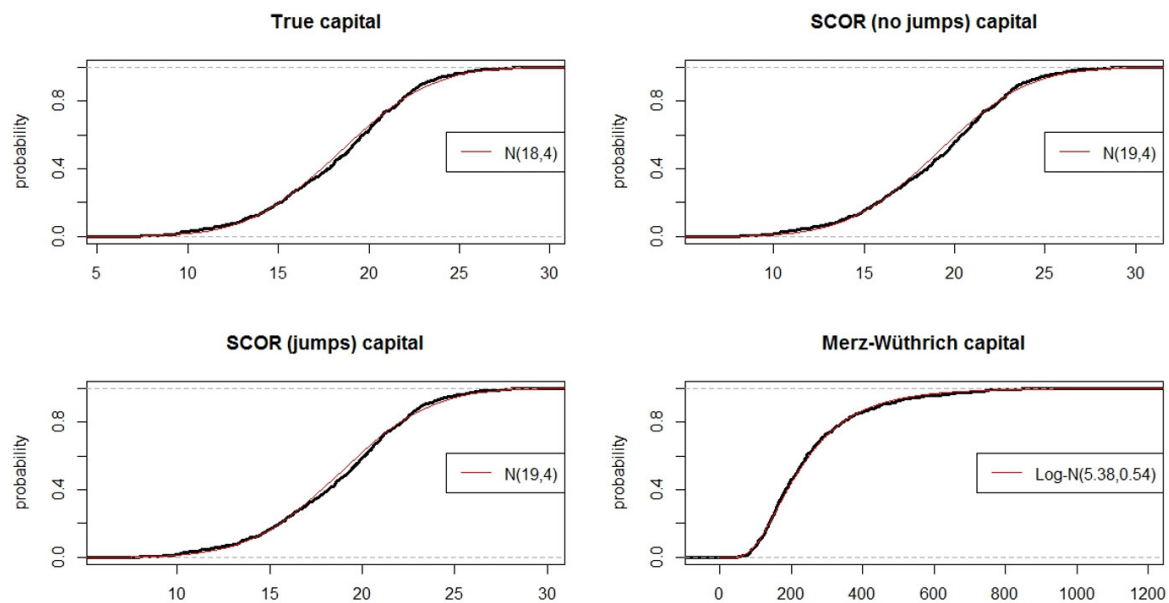 True capital
probability
0.0 0.4 0.8
N(18,4)
5 10 15 20 25 30
SCOR (no jumps) capital
probability
0.0 0.4 0.8
N(19,4)
10 15 20 25 30
SCOR (jumps) capital
probability
0.0 0.4 0.8
N(19,4)
10 15 20 25 30
Merz-Wüthrich capital
probability
0.0 0.4 0.8
Log-N(5.38,0.54)
0 200 400 600 800 1000 1200